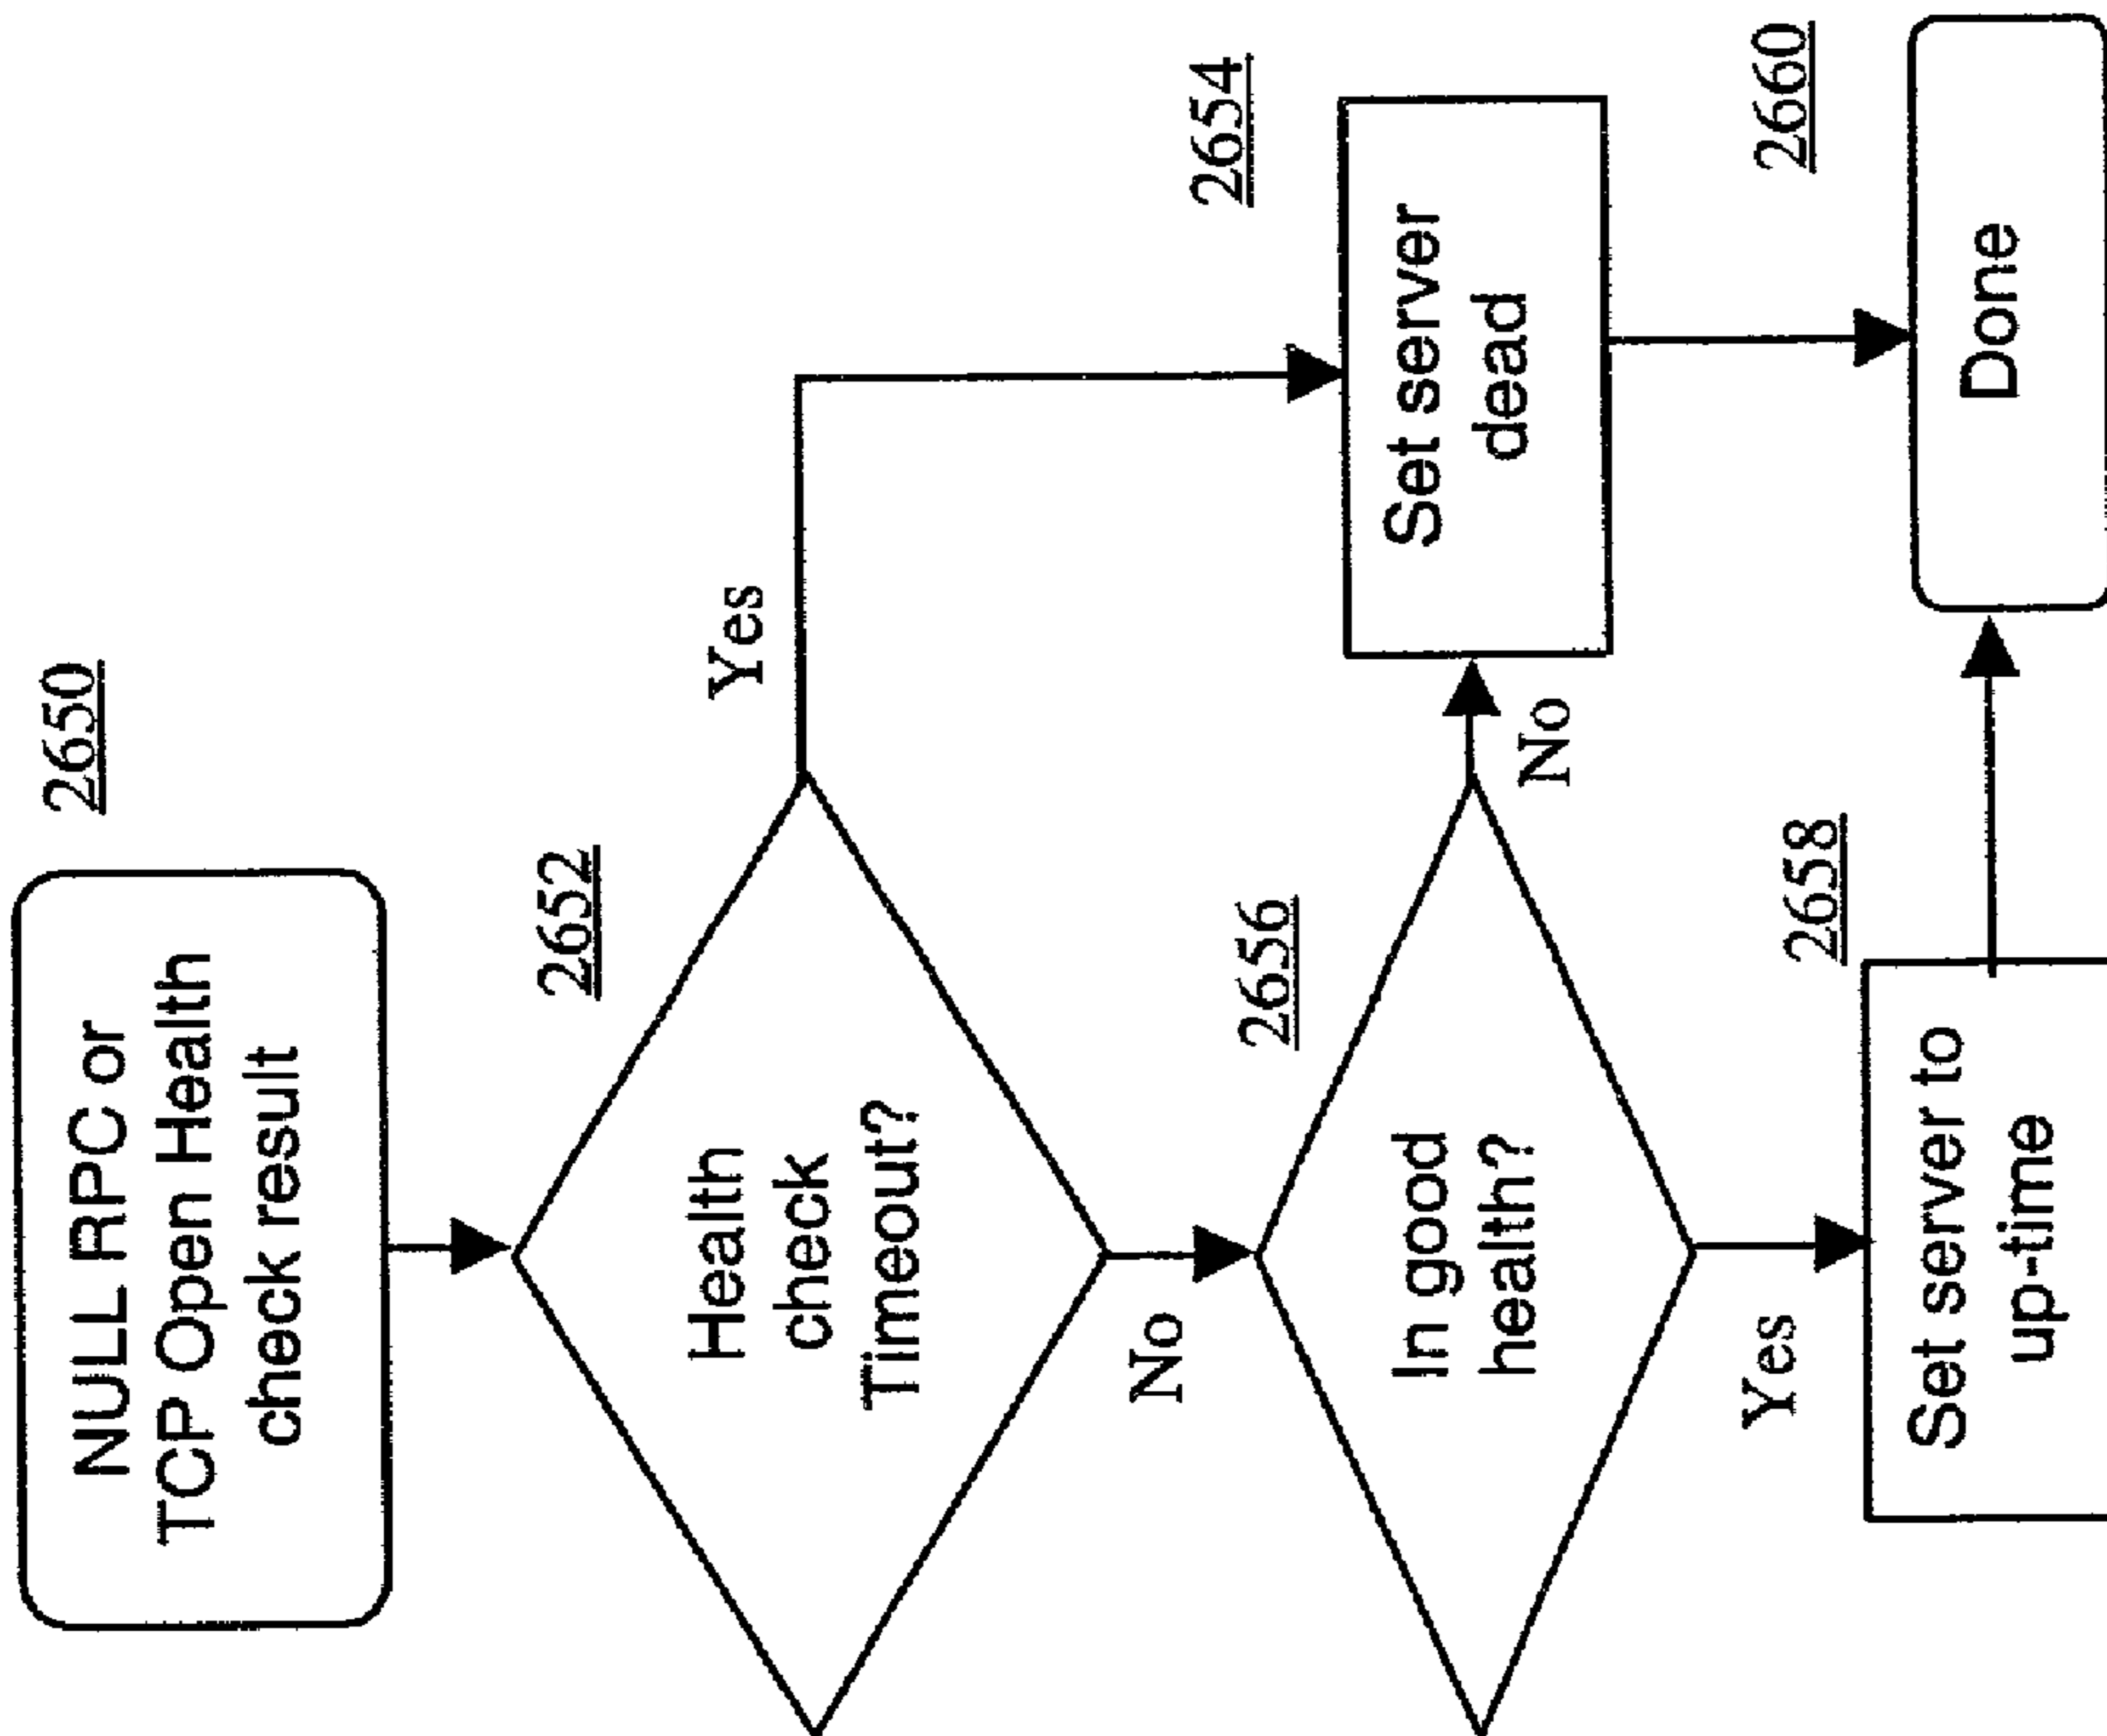 2650
NULL RPC or
TCP Open Health
check result
2652
Health
check
Timeout?
Yes
No
2654
Set server
dead
2656
In good
health?
No
Yes
2658
Set server to
up-time
2660
Done